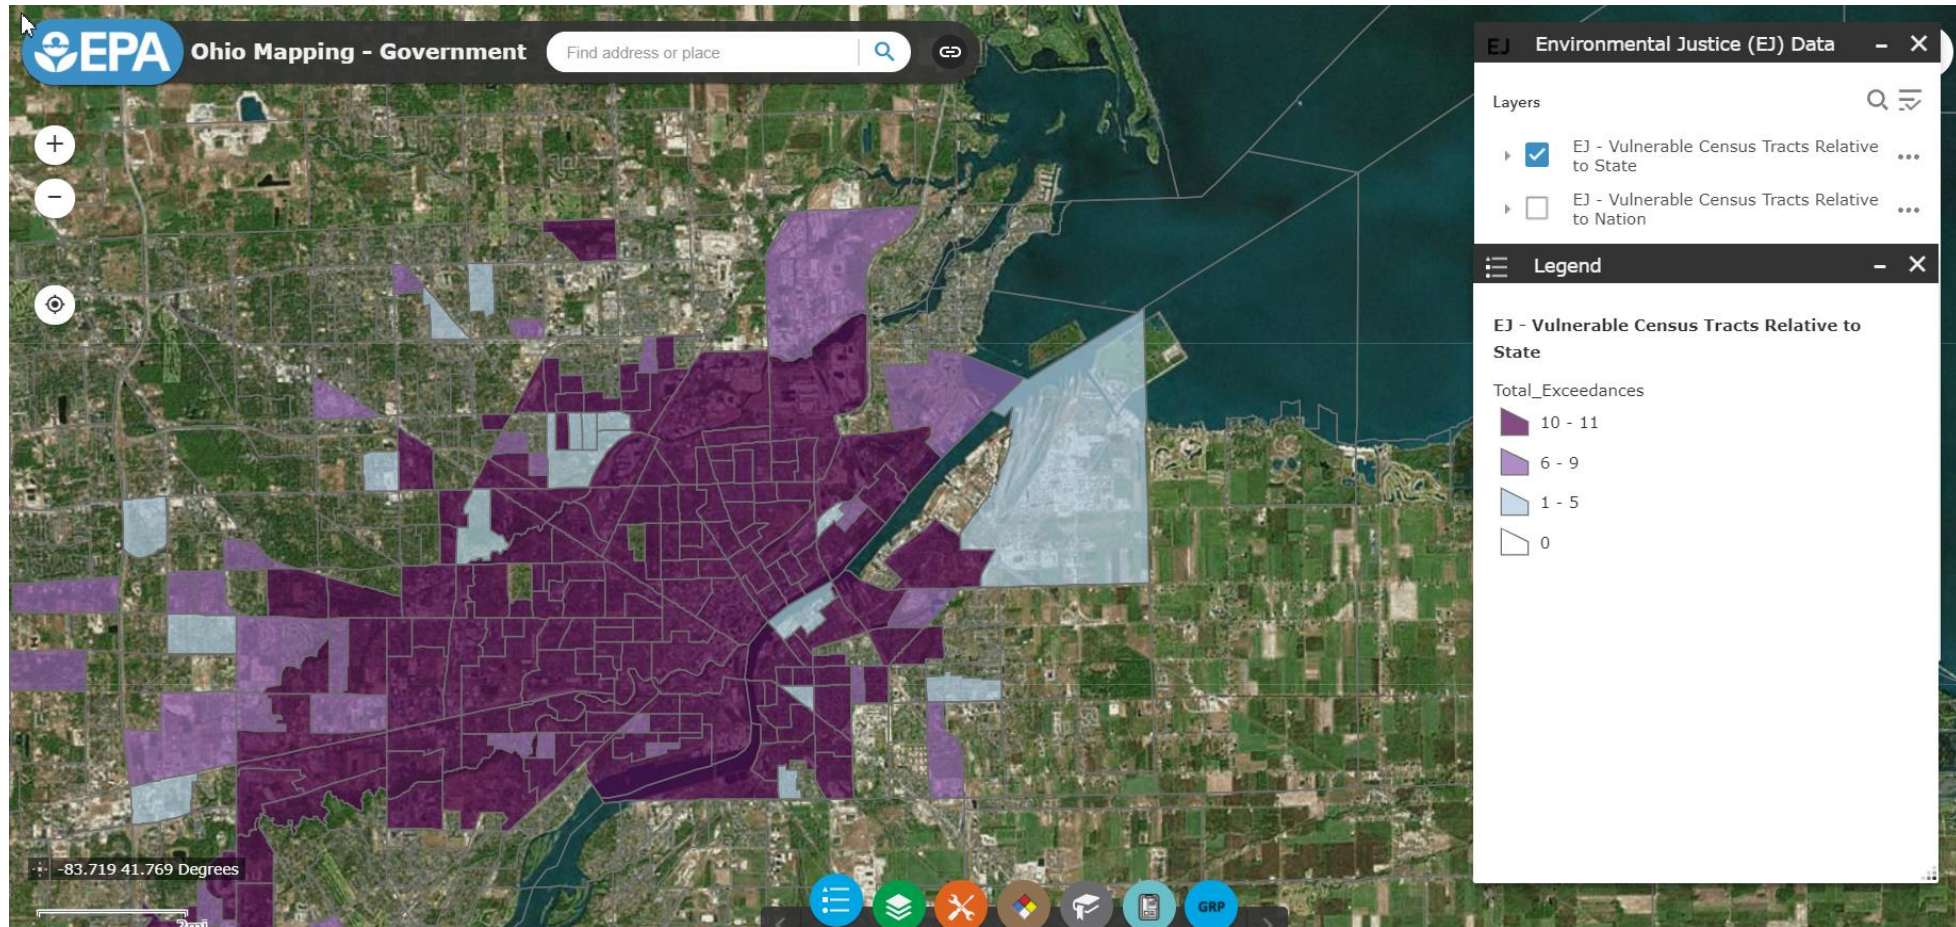 EPA
Ohio Mapping - Government
Find address or place
EJ Environmental Justice (EJ) Data
Layers
EJ - Vulnerable Census Tracts Relative
to State
EJ - Vulnerable Census Tracts Relative
to Nation
Legend
EJ - Vulnerable Census Tracts Relative to
State
Total_Exceedances
10 - 11
6 - 9
1 - 5
0
-83.719 41.769 Degrees
2mi
GRP